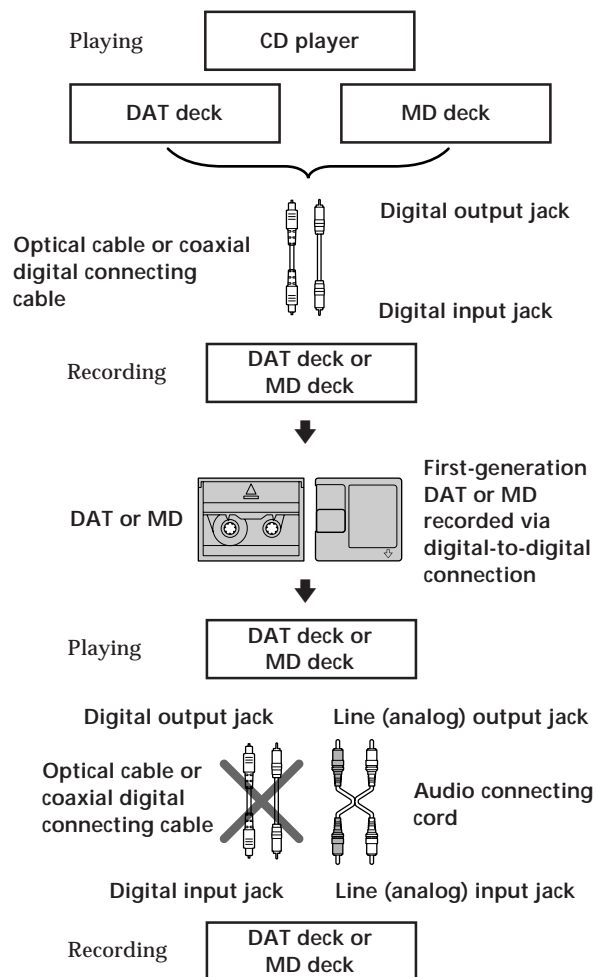 Playing
CD player
DAT deck
MD deck
Digital output jack
Optical cable or coaxial
digital connecting
cable
Digital input jack
Recording
DAT deck or
MD deck
DAT or MD
First-generation
DAT or MD
recorded via
digital-to-digital
connection
Playing
DAT deck or
MD deck
Digital output jack
Line (analog) output jack
Optical cable or
coaxial digital
connecting cable
Audio connecting
cord
Digital input jack
Line (analog) input jack
Recording
DAT deck or
MD deck